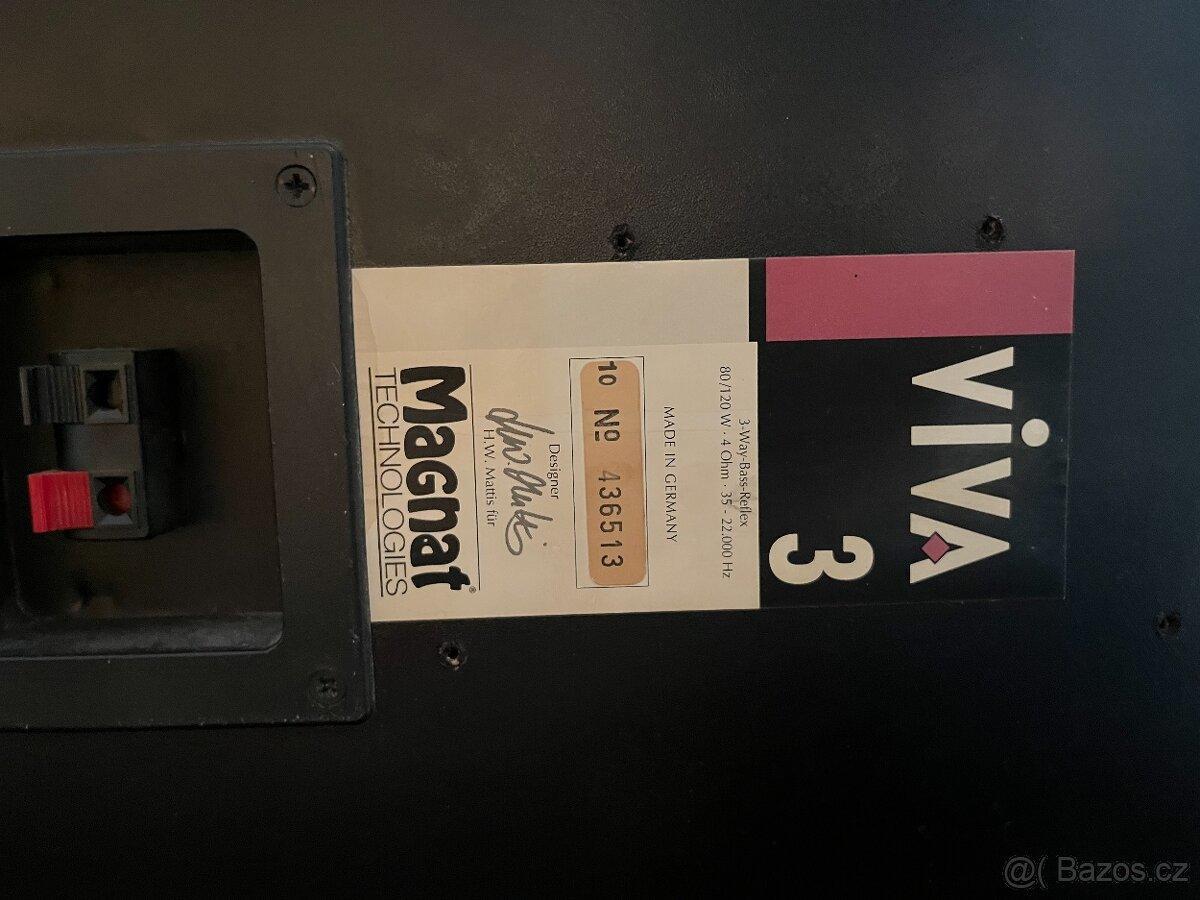 ViVA
3
3-Way-Bass-Reflex
80/120 W · 4 Ohm · 35 - 22.000 Hz
MADE IN GERMANY
10 No 436513
Designer
H.W. Mattis für
Magnat®
TECHNOLOGIES
@( Bazos.cz